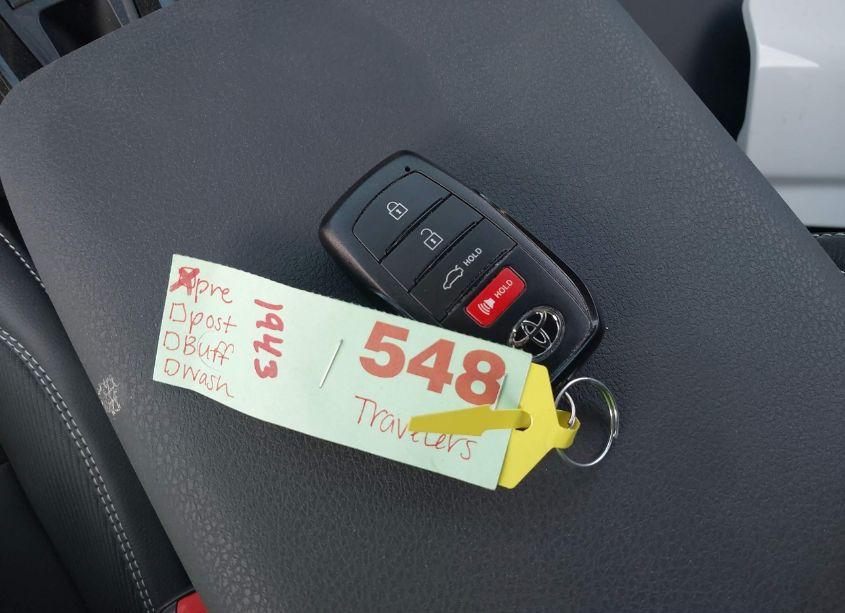 HOLD
HOLD
pre
post
Buff
wash
1943
548
Travelers